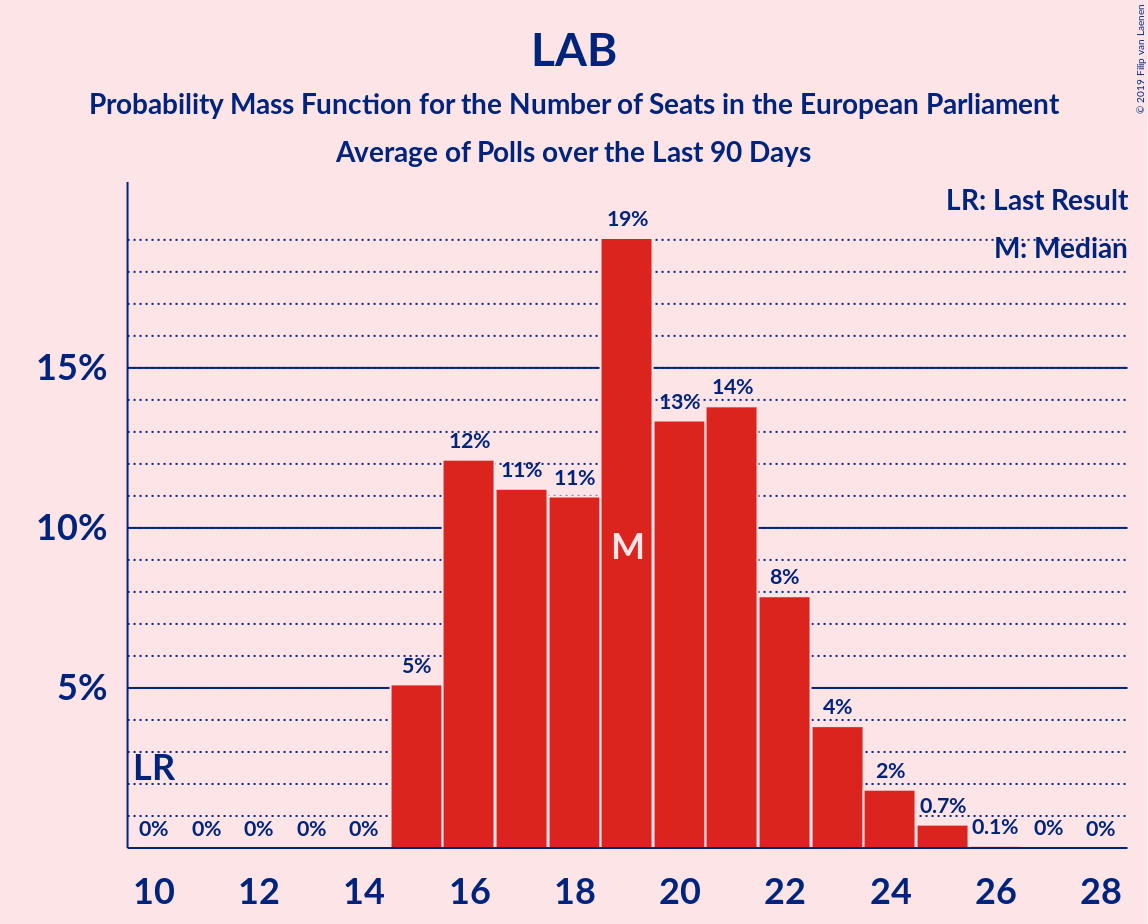 LAB
Probability Mass Function for the Number of Seats in the European Parliament
Average of Polls over the Last 90 Days
© 2019 Filip van Laenen
LR: Last Result
M: Median
15%
10%
5%
LR
M
0% 0% 0% 0% 0% 5% 12% 11% 11% 19% 13% 14% 8% 4% 2% 0.7% 0.1% 0% 0%
10 12 14 16 18 20 22 24 26 28